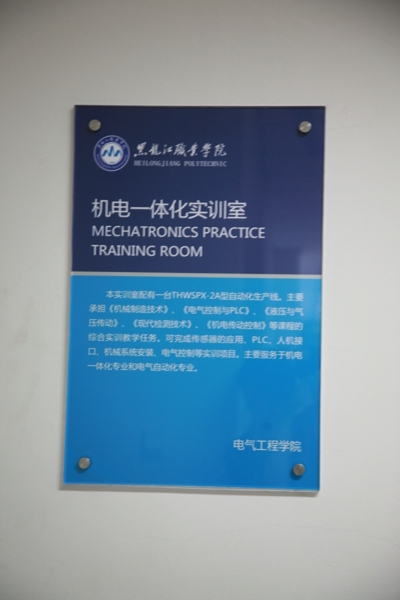 黑龙江职业学院
HEILONGJIANG POLYTECHNIC
机电一体化实训室
MECHATRONICS PRACTICE
TRAINING ROOM
本实训室配有一台THWSPX-2A型自动化生产线。主要
承担《机械制造技术》、《电气控制与PLC》、《液压与气
压传动》、《现代检测技术》、《机电传动控制》等课程的
综合实训教学任务。可完成传感器的应用、PLC、人机接
口、机械系统安装、电气控制等实训项目。主要服务于机电
一体化专业和电气自动化专业。
电气工程学院